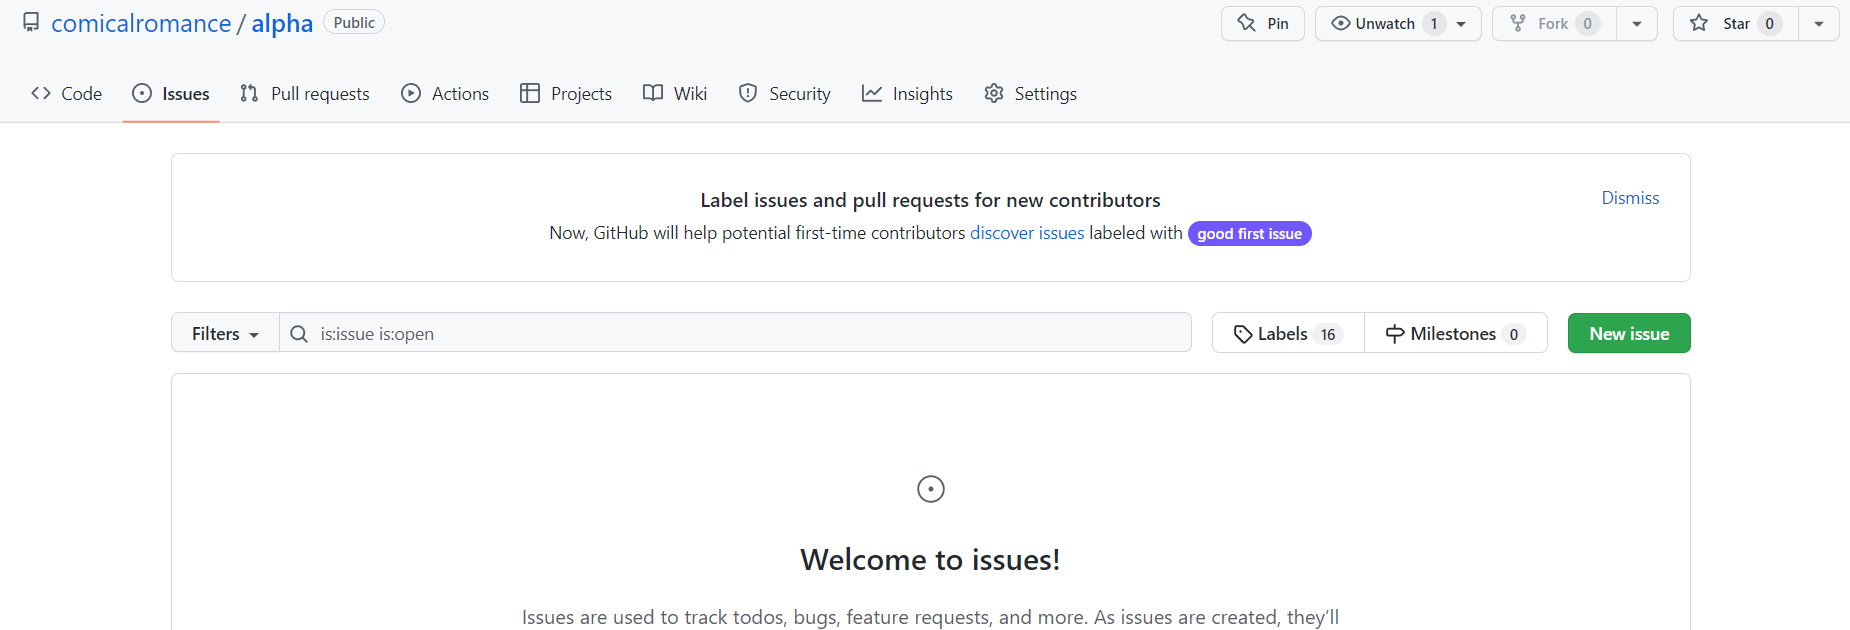 comicalromance / alpha Public Pin Unwatch 1 Fork 0 Star 0
Code Issues Pull requests Actions Projects Wiki Security Insights Settings
Label issues and pull requests for new contributors
Dismiss
Now, GitHub will help potential first-time contributors discover issues labeled with good first issue
Filters is:issue is:open Labels 16 Milestones 0 New issue
Welcome to issues!
Issues are used to track todos, bugs, feature requests, and more. As issues are created, they’ll